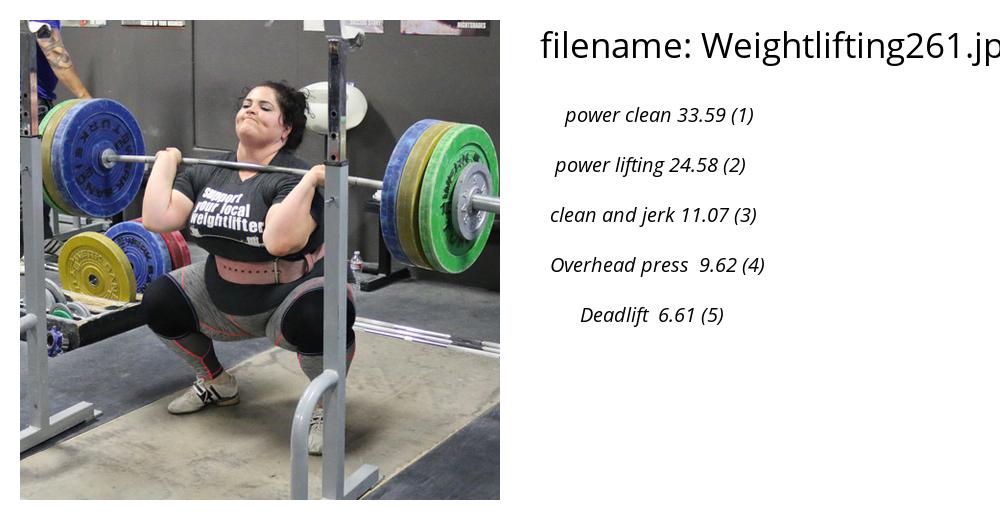 NIGHTSHADES
support
your local
weightlifter
filename: Weightlifting261.jp
power clean 33.59 (1)
power lifting 24.58 (2)
clean and jerk 11.07 (3)
Overhead press  9.62 (4)
Deadlift  6.61 (5)